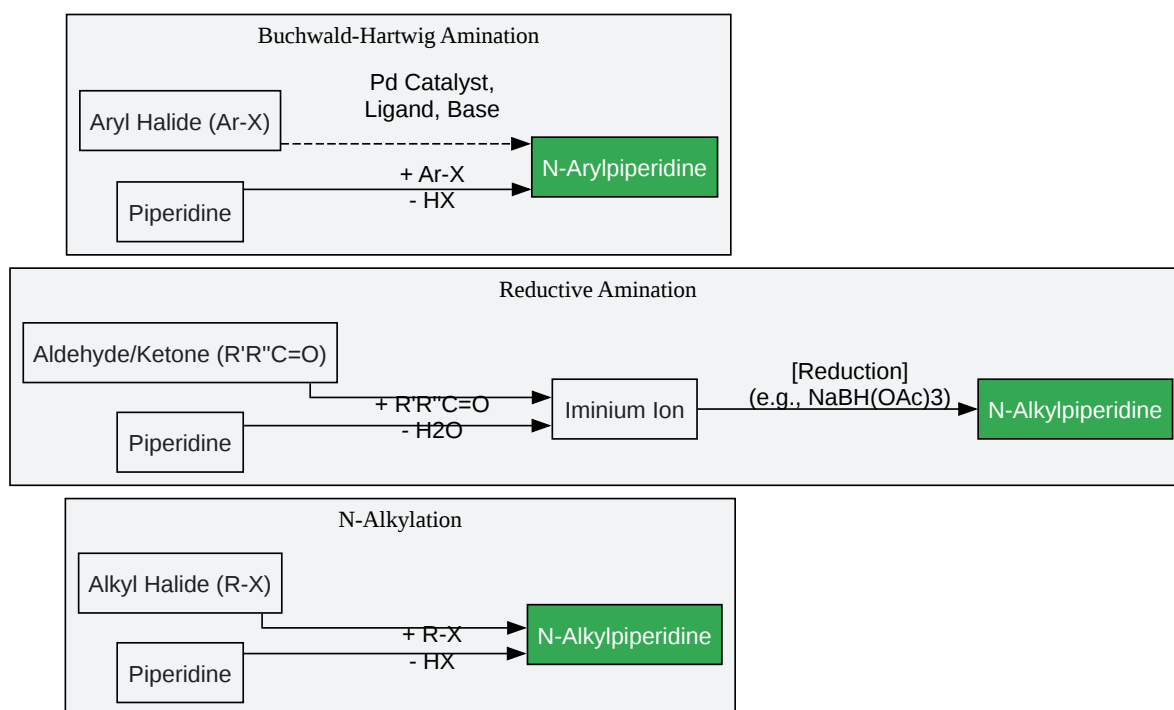 Buchwald-Hartwig Amination
Pd Catalyst,
Ligand, Base
Aryl Halide (Ar-X)
N-Arylpiperidine
+ Ar-X
- HX
Piperidine
Reductive Amination
Aldehyde/Ketone (R'R"C=O)
[Reduction]
(e.g., NaBH(OAc)3)
+ R'R"C=O
- H2O
Iminium Ion
N-Alkylpiperidine
Piperidine
N-Alkylation
Alkyl Halide (R-X)
+ R-X
- HX
N-Alkylpiperidine
Piperidine